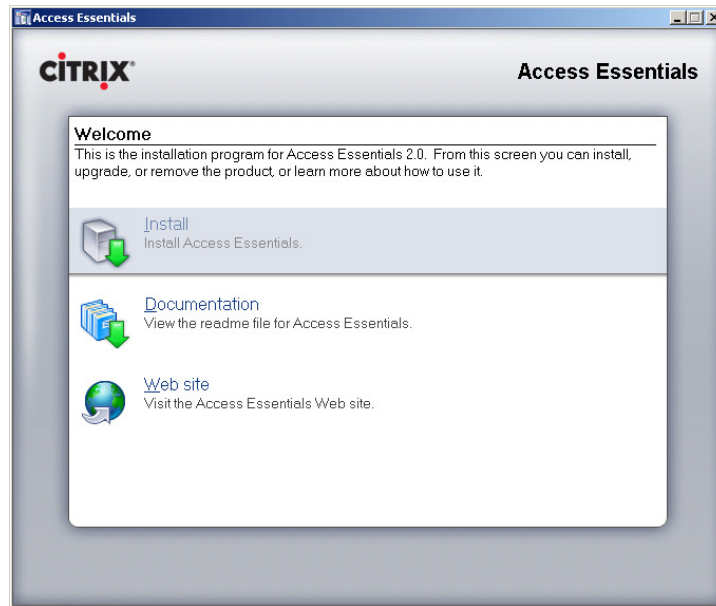 Access Essentials
CİTRIX®
Access Essentials
Welcome
This is the installation program for Access Essentials 2.0. From this screen you can install,
upgrade, or remove the product, or learn more about how to use it.
Install
Install Access Essentials.
Documentation
View the readme file for Access Essentials.
Web site
Visit the Access Essentials Web site.